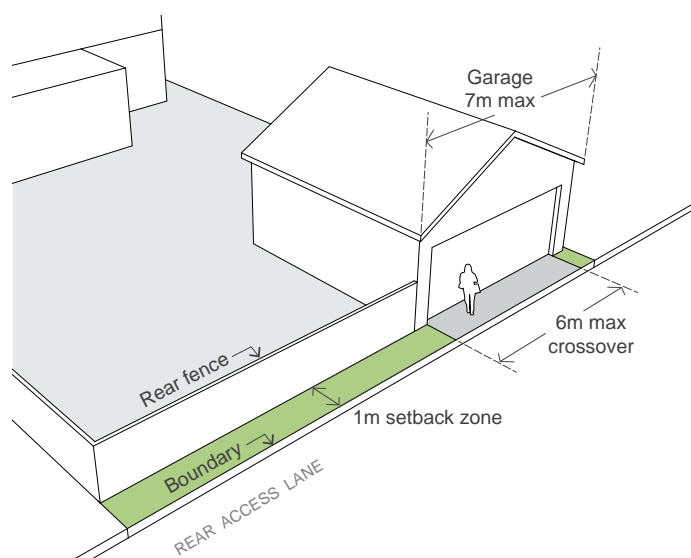 Garage
7m max
6m max
crossover
Rear fence
1m setback zone
Boundary
REAR ACCESS LANE